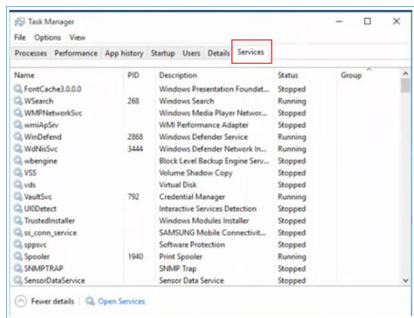 Task Manager
File Options View
Processes Performance App history Startup Users Details Services
Name PID Description Status Group
FontCache3.0.0.0 Windows Presentation Foundat... Stopped
WSearch 268 Windows Search Running
WMPNetworkSvc Windows Media Player Networ... Stopped
wmiApSrv WMI Performance Adapter Stopped
WinDefend 2868 Windows Defender Service Running
WdNisSvc 3444 Windows Defender Network In... Running
wbengine Block Level Backup Engine Serv... Stopped
VSS Volume Shadow Copy Stopped
vds Virtual Disk Stopped
VaultSvc 792 Credential Manager Running
UI0Detect Interactive Services Detection Stopped
TrustedInstaller Windows Modules Installer Stopped
ss_conn_service SAMSUNG Mobile Connectivit... Stopped
sppsvc Software Protection Stopped
Spooler 1940 Print Spooler Running
SNMPTRAP SNMP Trap Stopped
SensorDataService Sensor Data Service Stopped
Fewer details Open Services